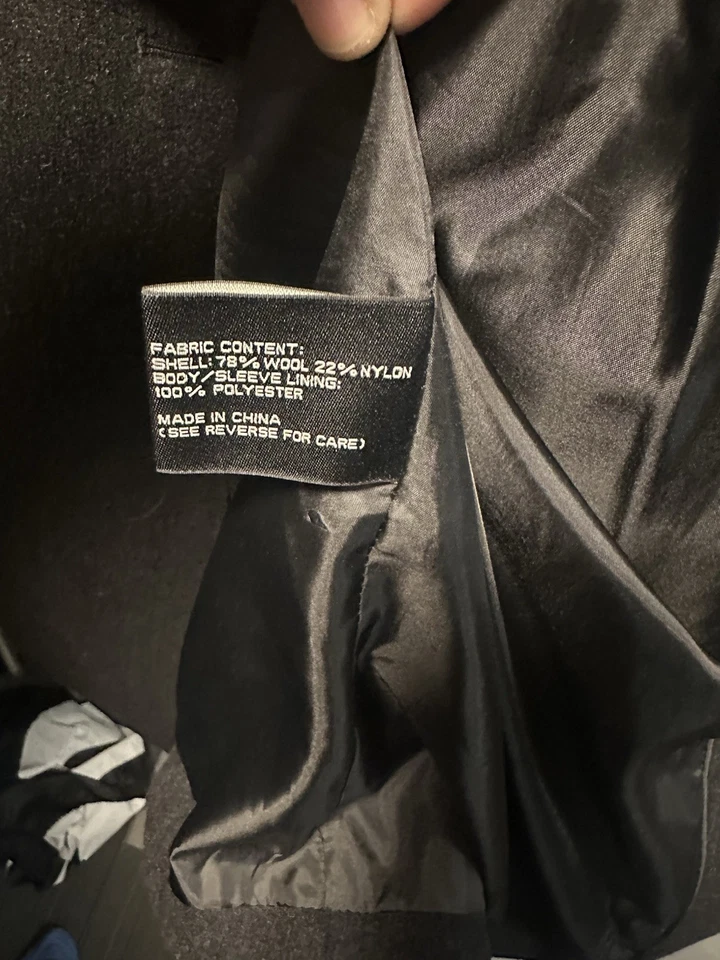 FABRIC CONTENT:
SHELL: 78% WOOL 22% NYLON
BODY/SLEEVE LINING:
100% POLYESTER
MADE IN CHINA
(SEE REVERSE FOR CARE)